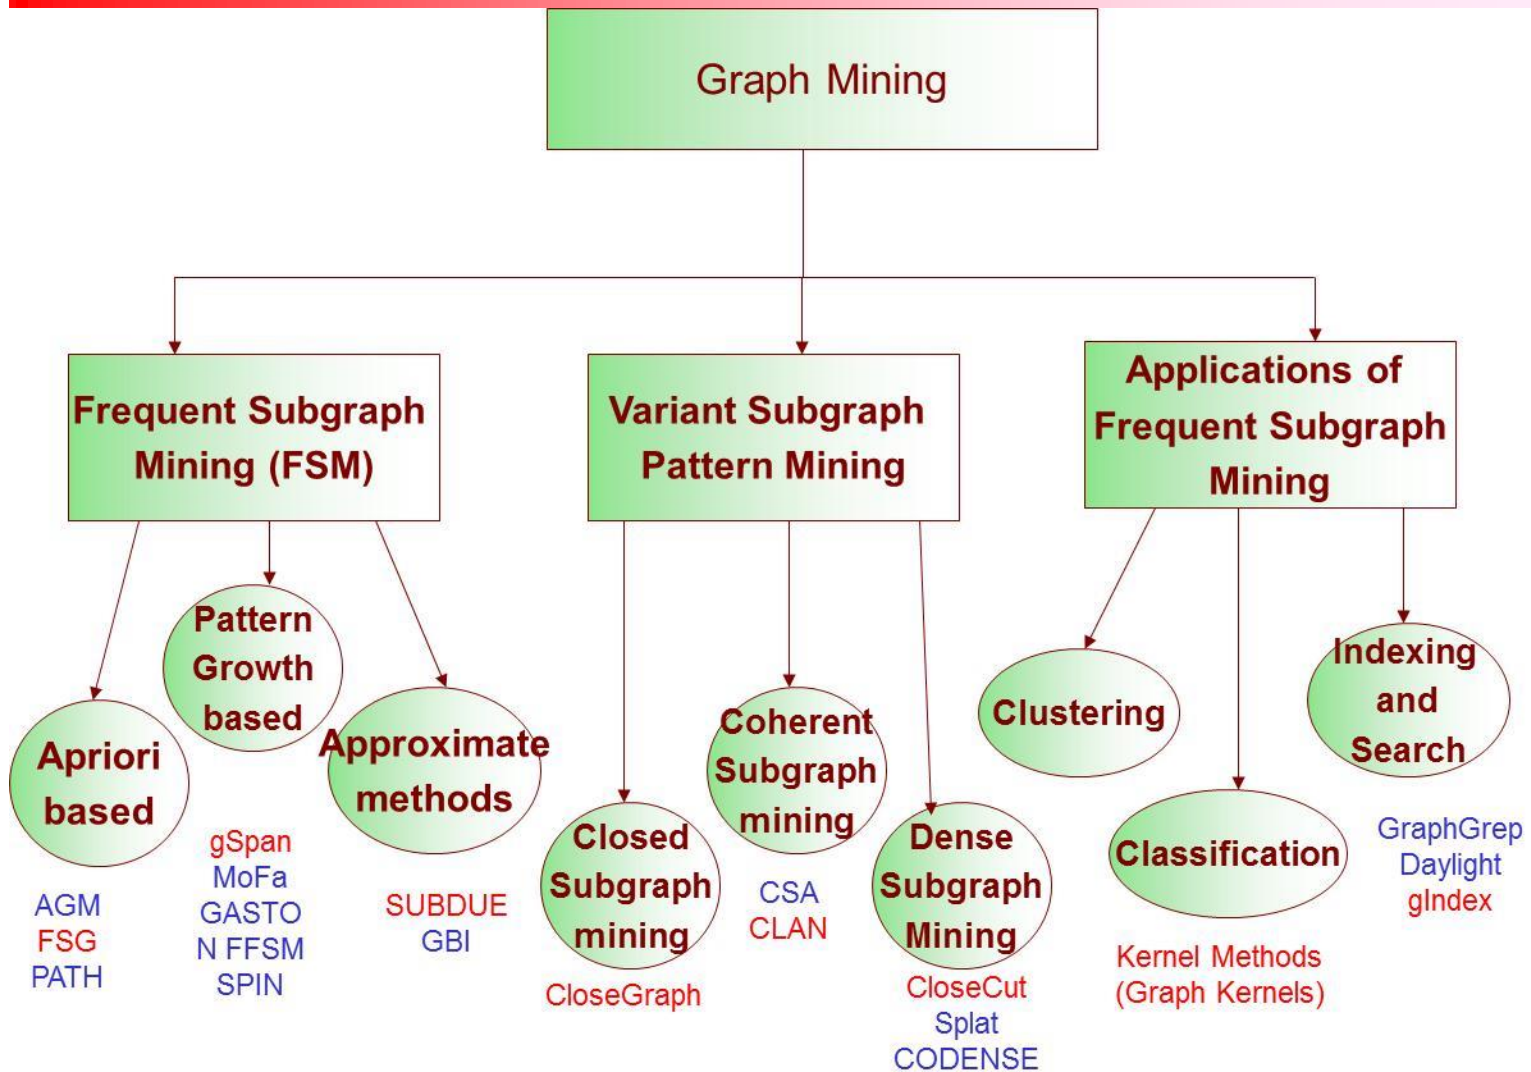 Graph Mining
Frequent Subgraph
Mining (FSM)
Variant Subgraph
Pattern Mining
Applications of
Frequent Subgraph
Mining
Apriori
based
AGM
FSG
PATH
Pattern
Growth
based
gSpan
MoFa
GASTO
N FFSM
SPIN
Approximate
methods
SUBDUE
GBI
Closed
Subgraph
mining
CloseGraph
Coherent
Subgraph
mining
CSA
CLAN
Dense
Subgraph
Mining
CloseCut
Splat
CODENSE
Clustering
Classification
Kernel Methods
(Graph Kernels)
Indexing
and
Search
GraphGrep
Daylight
gIndex